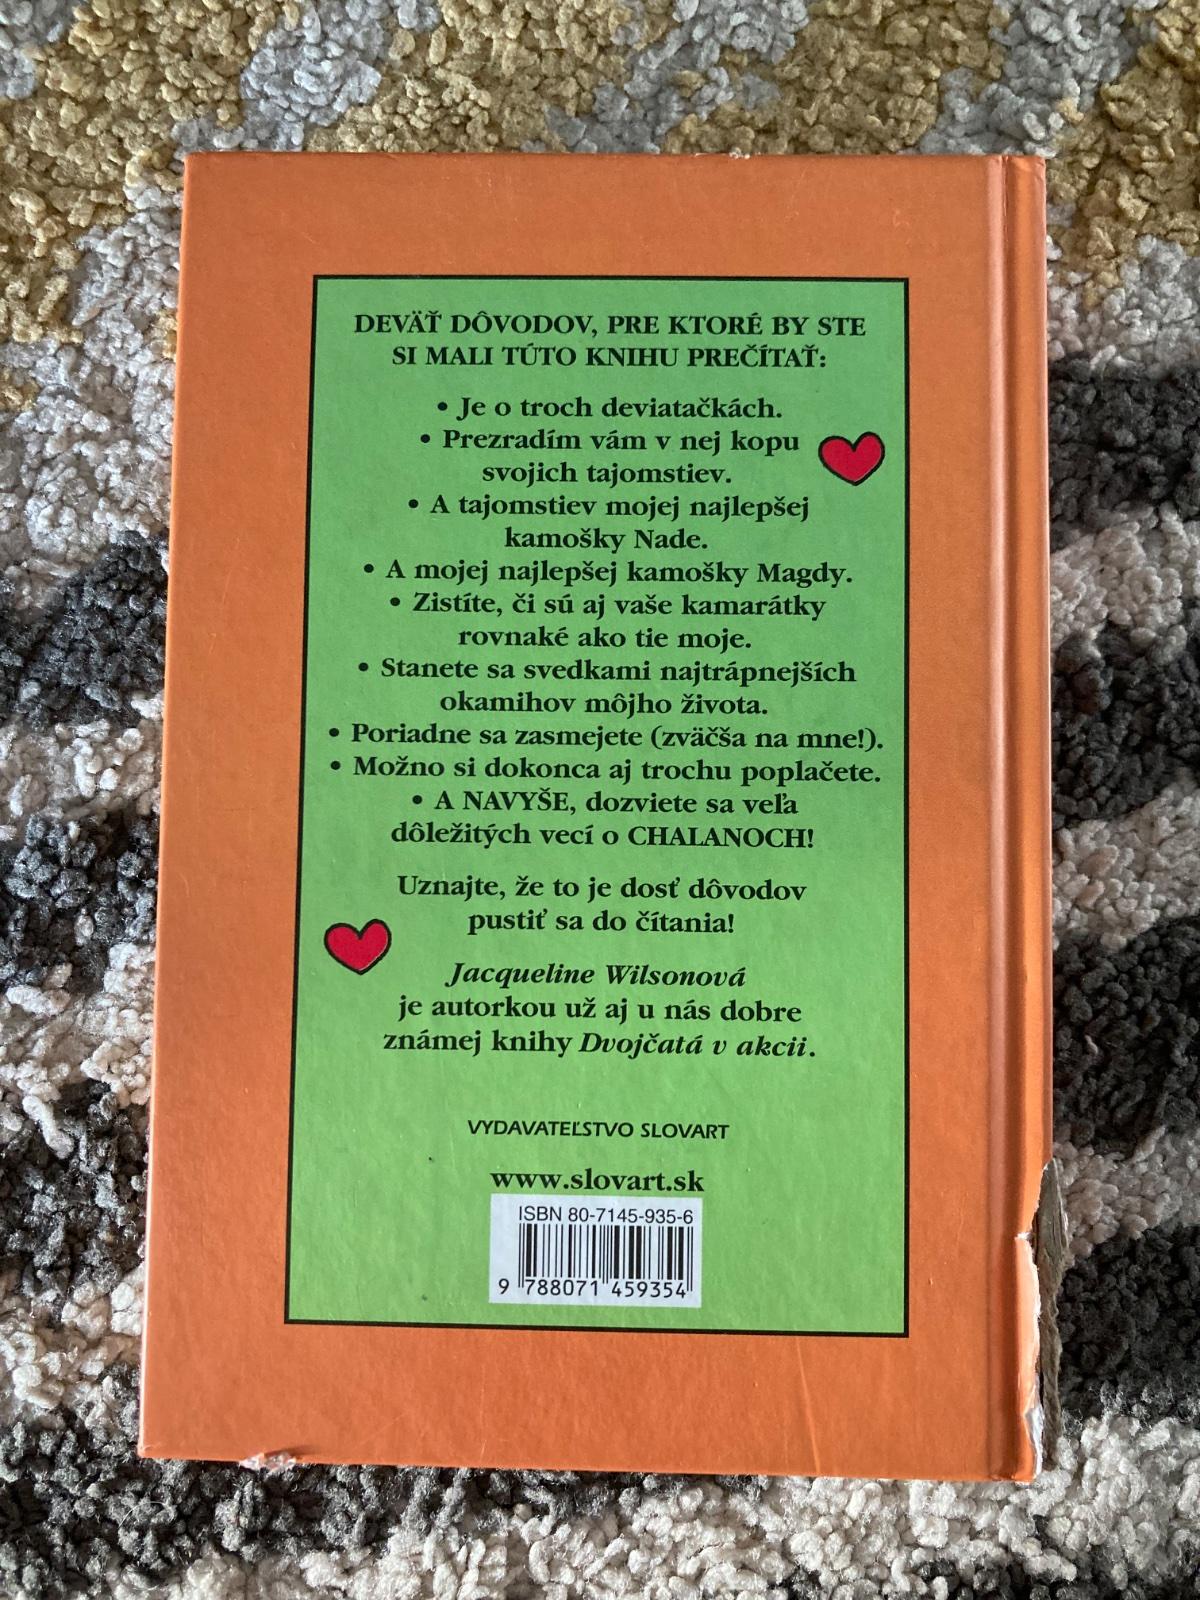 DEVÄŤ DÔVODOV, PRE KTORÉ BY STE
SI MALI TÚTO KNIHU PREČÍTAŤ:
• Je o troch deviatačkách.
• Prezradím vám v nej kopu
svojich tajomstiev.
• A tajomstiev mojej najlepšej
kamošky Nade.
• A mojej najlepšej kamošky Magdy.
• Zistíte, či sú aj vaše kamarátky
rovnaké ako tie moje.
• Stanete sa svedkami najtrápnejších
okamihov môjho života.
• Poriadne sa zasmejete (zväčša na mne!).
• Možno si dokonca aj trochu poplačete.
• A NAVYŠE, dozviete sa veľa
dôležitých vecí o CHALANOCH!
Uznajte, že to je dosť dôvodov
pustiť sa do čítania!
Jacqueline Wilsonová
je autorkou už aj u nás dobre
známej knihy Dvojčatá v akcii.
VYDAVATEĽSTVO SLOVART
www.slovart.sk
ISBN 80-7145-935-6
9 788071 459354